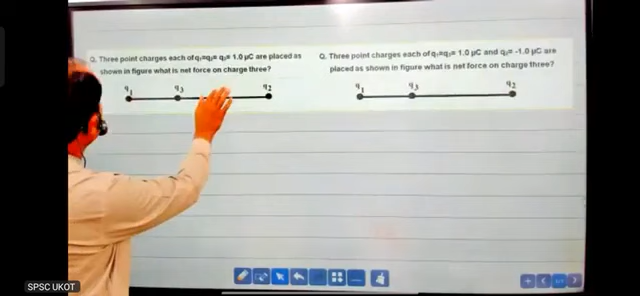 Q. Three point charges each of q₁=q₂= q₃= 1.0 µC are placed as
shown in figure what is net force on charge three?
q₁ q₃ q₂
Q. Three point charges each of q₁=q₃= 1.0 µC and q₂= -1.0 µC are
placed as shown in figure what is net force on charge three?
q₁ q₃ q₂
SPSC UKOT